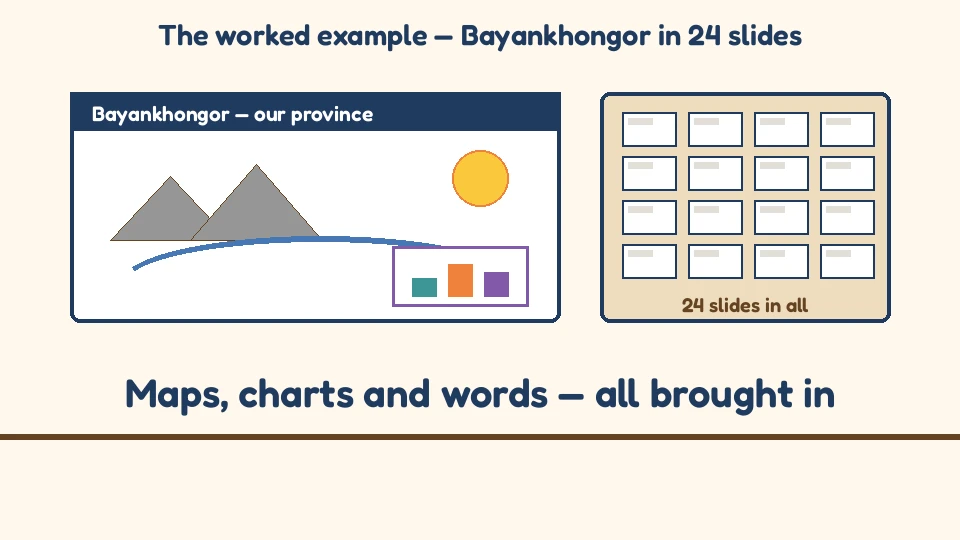 The worked example — Bayankhongor in 24 slides
Bayankhongor — our province
24 slides in all
Maps, charts and words — all brought in